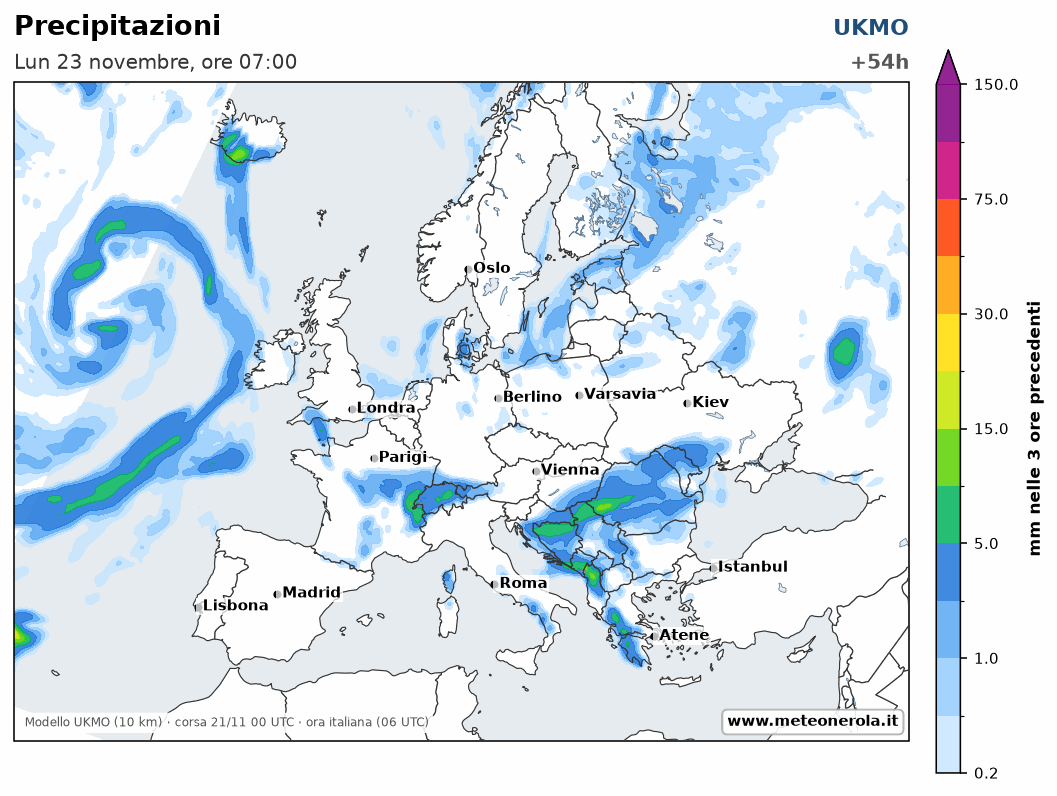 Precipitazioni
UKMO
Lun 23 novembre, ore 07:00
+54h
150.0
75.0
30.0
15.0
5.0
1.0
0.2
mm nelle 3 ore precedenti
Oslo
Berlino
Varsavia
Kiev
Londra
Parigi
Vienna
Istanbul
Roma
Madrid
Lisbona
Atene
Modello UKMO (10 km) · corsa 21/11 00 UTC · ora italiana (06 UTC)
www.meteonerola.it